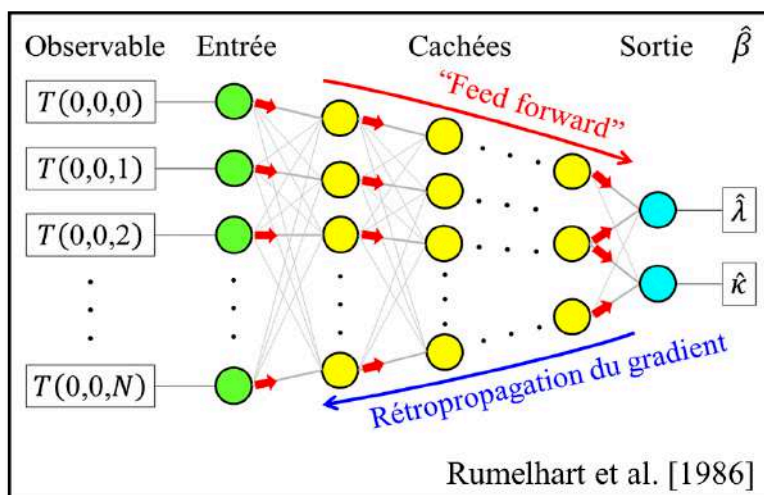 Observable Entrée Cachées Sortie β̂
“Feed forward”
T(0,0,0)
T(0,0,1)
T(0,0,2)
T(0,0,N)
λ̂
κ̂
Rétropropagation du gradient
Rumelhart et al. [1986]